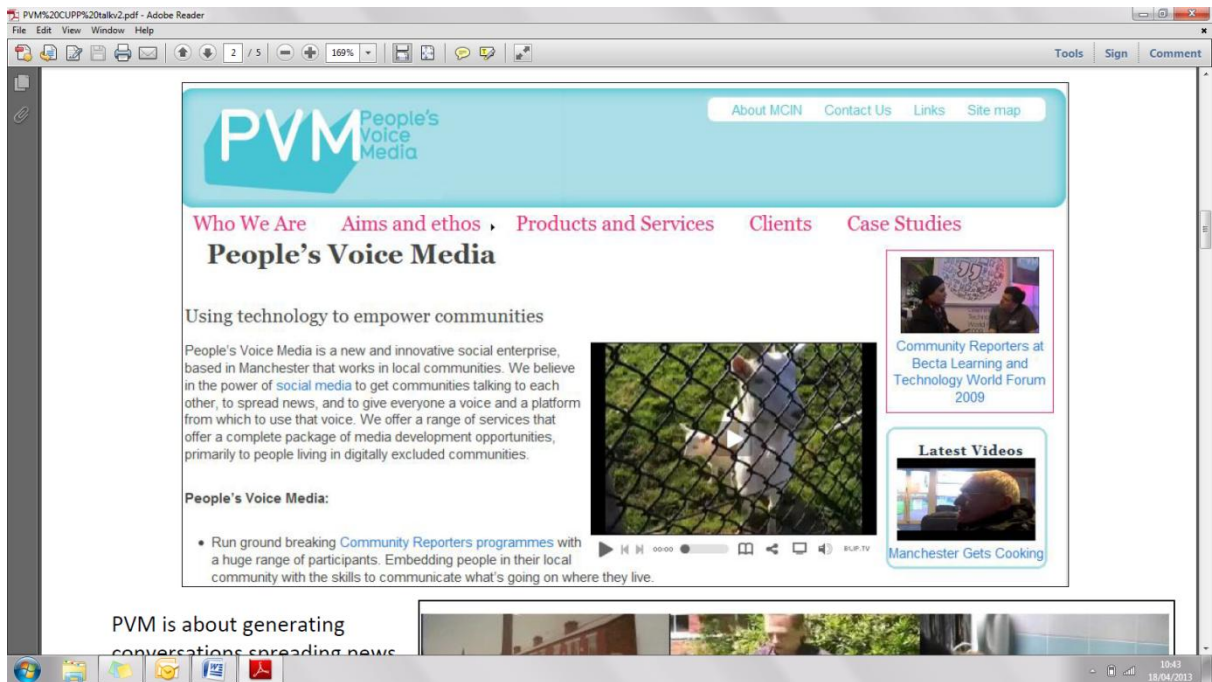 PVM%20CUPP%20talkv2.pdf - Adobe Reader
File Edit View Window Help
2 / 5 169% Tools Sign Comment
PVM People's
Voice
Media
About MCIN Contact Us Links Site map
Who We Are Aims and ethos Products and Services Clients Case Studies
People's Voice Media
Using technology to empower communities
People's Voice Media is a new and innovative social enterprise,
based in Manchester that works in local communities. We believe
in the power of social media to get communities talking to each
other, to spread news, and to give everyone a voice and a platform
from which to use that voice. We offer a range of services that
offer a complete package of media development opportunities,
primarily to people living in digitally excluded communities.
People's Voice Media:
• Run ground breaking Community Reporters programmes with
a huge range of participants. Embedding people in their local
community with the skills to communicate what's going on where they live.
00:00 BLIP.TV
Community Reporters at
Becta Learning and
Technology World Forum
2009
Latest Videos
Manchester Gets Cooking
PVM is about generating
conversations spreading news
10:43
18/04/2013